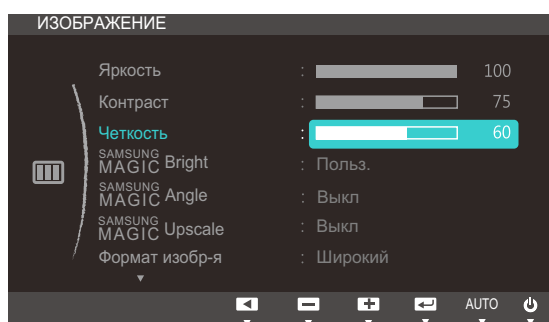 ИЗОБРАЖЕНИЕ
Яркость : 100
Контраст : 75
Четкость : 60
SAMSUNG MAGIC Bright : Польз.
SAMSUNG MAGIC Angle : Выкл
SAMSUNG MAGIC Upscale : Выкл
Формат изобр-я : Широкий
AUTO